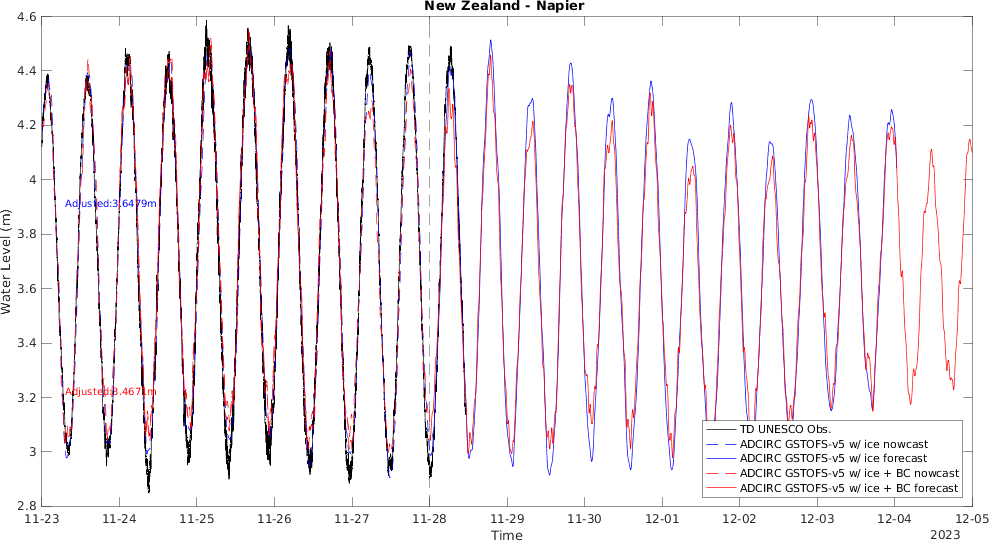 New Zealand - Napier
4.6
4.4
4.2
4
3.8
3.6
3.4
3.2
3
2.8
Water Level (m)
Adjusted:3.6479m
Adjusted:3.4671m
TD UNESCO Obs.
ADCIRC GSTOFS-v5 w/ ice nowcast
ADCIRC GSTOFS-v5 w/ ice forecast
ADCIRC GSTOFS-v5 w/ ice + BC nowcast
ADCIRC GSTOFS-v5 w/ ice + BC forecast
11-23 11-24 11-25 11-26 11-27 11-28 11-29 11-30 12-01 12-02 12-03 12-04 12-05
Time
2023